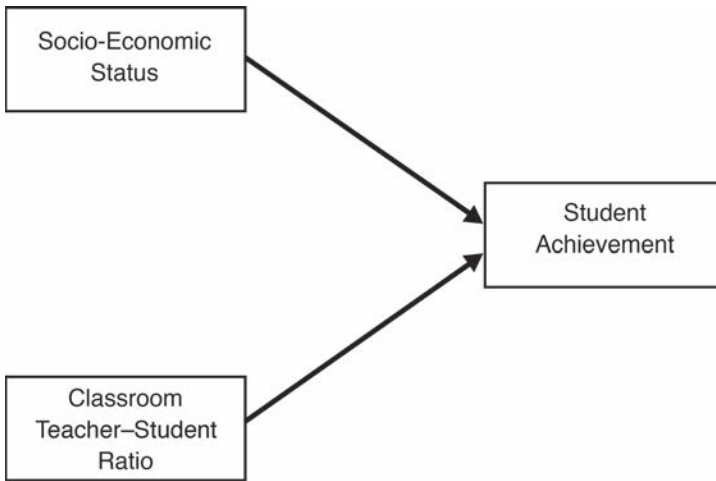 Socio-Economic
Status
Student
Achievement
Classroom
Teacher–Student
Ratio